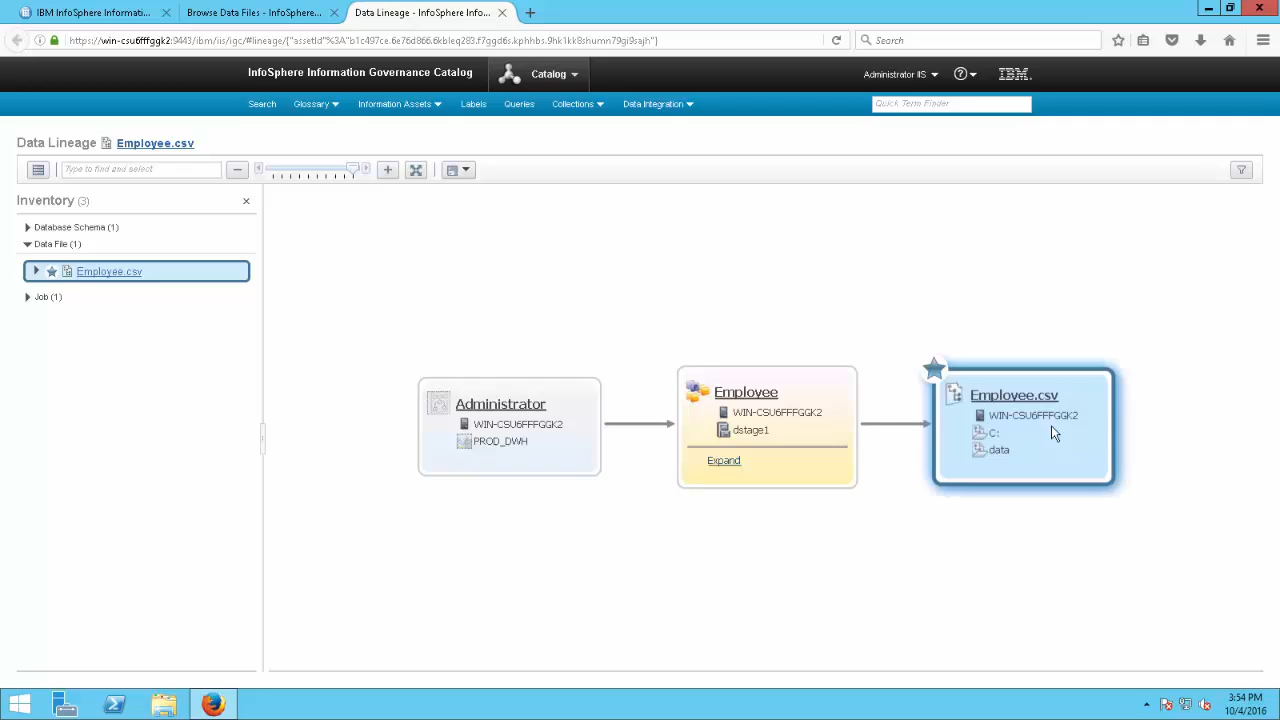 IBM InfoSphere Informati...
Browse Data Files - InfoSphere...
Data Lineage - InfoSphere Info...
Search
InfoSphere Information Governance Catalog
Catalog
Administrator IIS
IBM.
Search
Glossary
Information Assets
Labels
Queries
Collections
Data Integration
Quick Term Finder
Data Lineage
Employee.csv
Type to find and select
Inventory (3)
Database Schema (1)
Data File (1)
Employee.csv
Job (1)
Administrator
WIN-CSU6FFFGGK2
PROD_DWH
Employee
WIN-CSU6FFFGGK2
dstage1
Expand
Employee.csv
WIN-CSU6FFFGGK2
C:
data
3:54 PM
10/4/2016